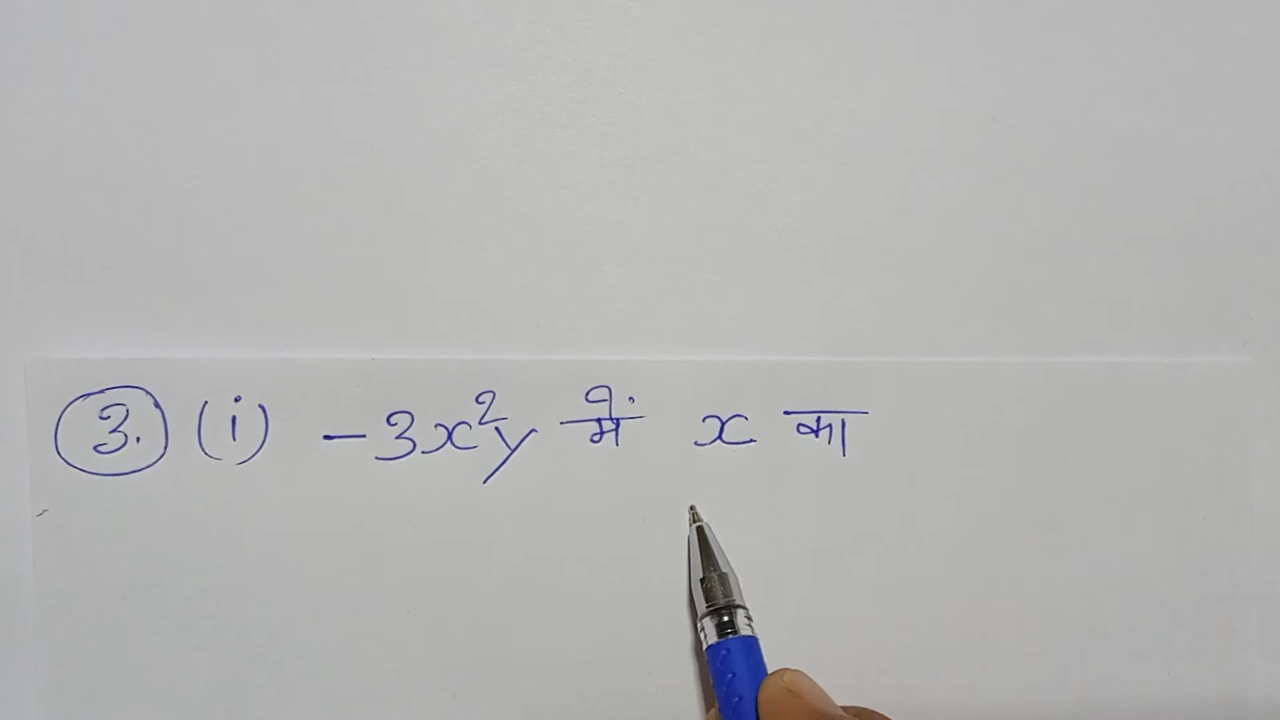 3. (i) -3x²y में x का